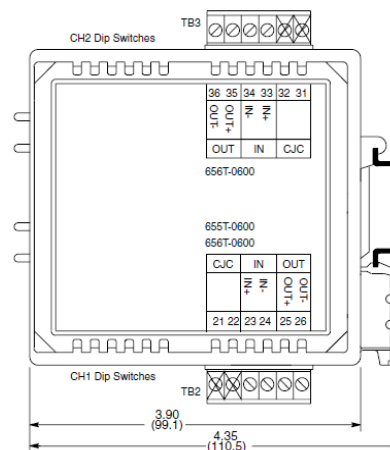 TB3
CH2 Dip Switches
36 35 34 33 32 31
OUT- OUT+ IN- IN+
OUT IN CJC
656T-0600
655T-0600
656T-0600
CJC IN OUT
IN+ IN- OUT+ OUT-
21 22 23 24 25 26
CH1 Dip Switches
TB2
3.90
(99.1)
4.35
(110.5)